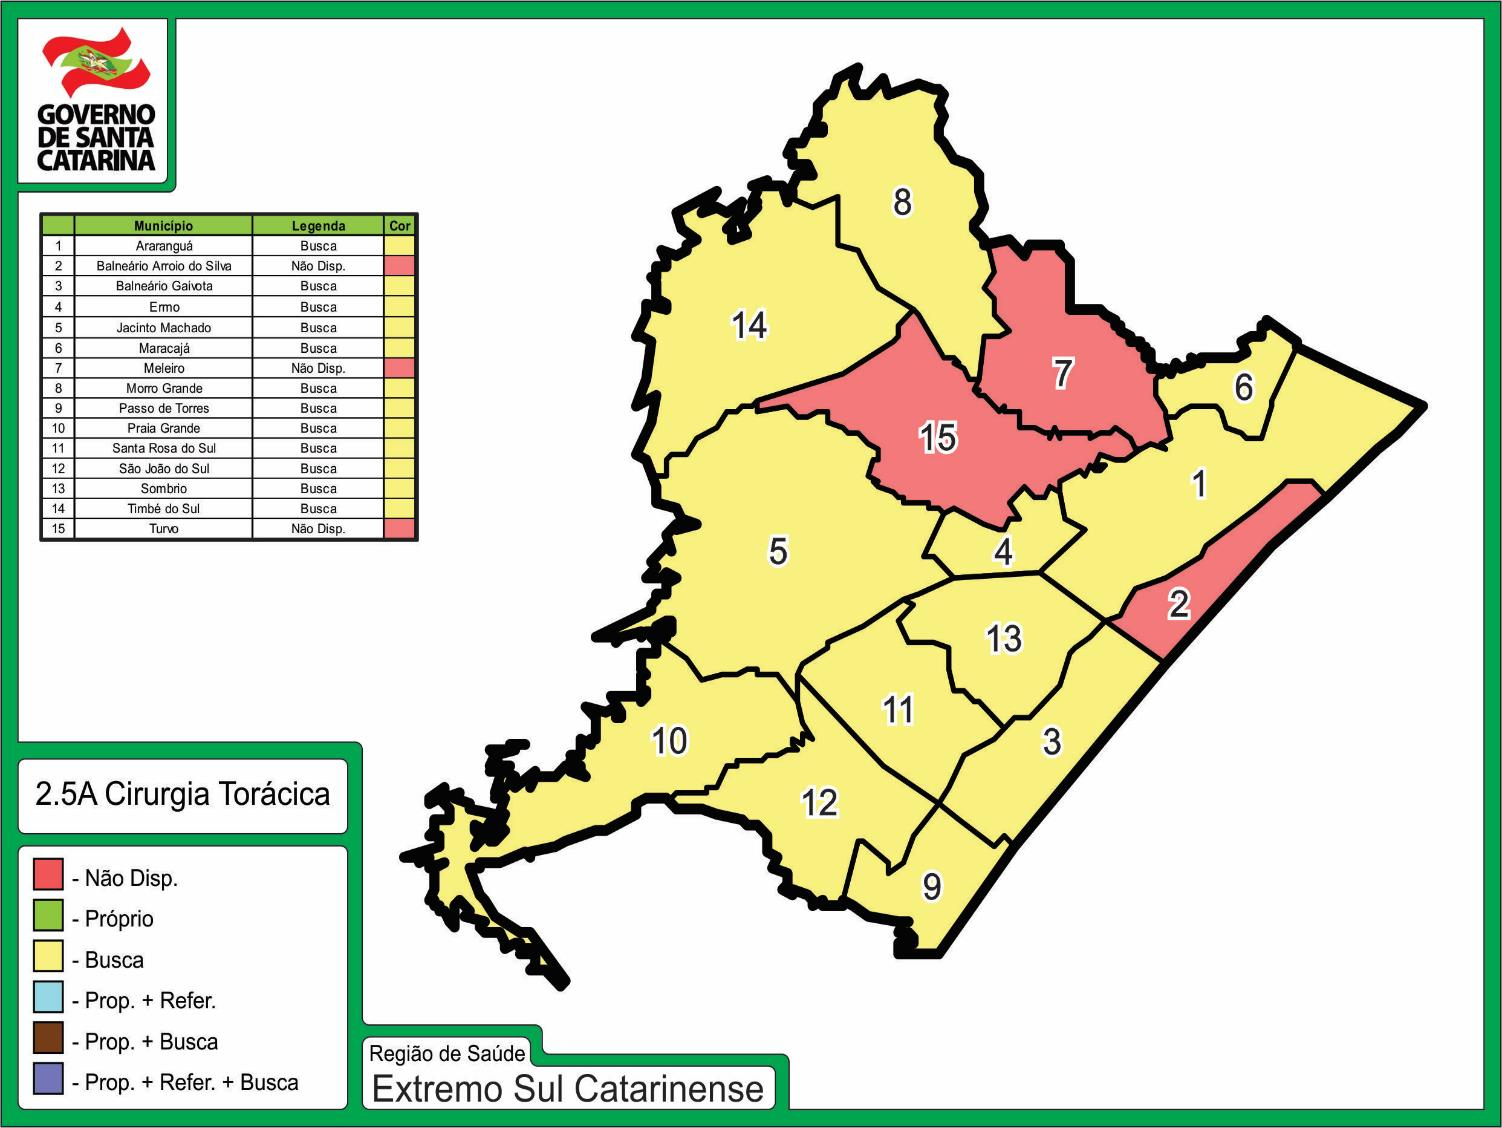 GOVERNO
DE SANTA
CATARINA
Município Legenda Cor
1 Araranguá Busca
2 Balneário Arroio do Silva Não Disp.
3 Balneário Gaivota Busca
4 Ermo Busca
5 Jacinto Machado Busca
6 Maracajá Busca
7 Meleiro Não Disp.
8 Morro Grande Busca
9 Passo de Torres Busca
10 Praia Grande Busca
11 Santa Rosa do Sul Busca
12 São João do Sul Busca
13 Sombrio Busca
14 Timbé do Sul Busca
15 Turvo Não Disp.
8
14
7
6
15
1
5
4
2
13
11
10
3
12
9
2.5A Cirurgia Torácica
- Não Disp.
- Próprio
- Busca
- Prop. + Refer.
- Prop. + Busca
- Prop. + Refer. + Busca
Região de Saúde
Extremo Sul Catarinense